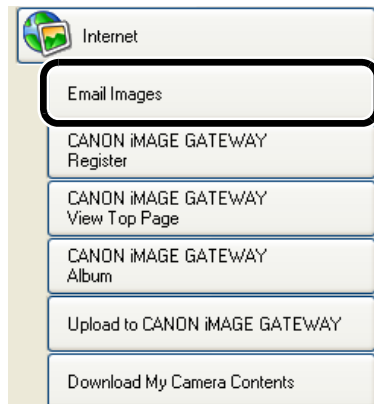 Internet
Email Images
CANON iMAGE GATEWAY
Register
CANON iMAGE GATEWAY
View Top Page
CANON iMAGE GATEWAY
Album
Upload to CANON iMAGE GATEWAY
Download My Camera Contents